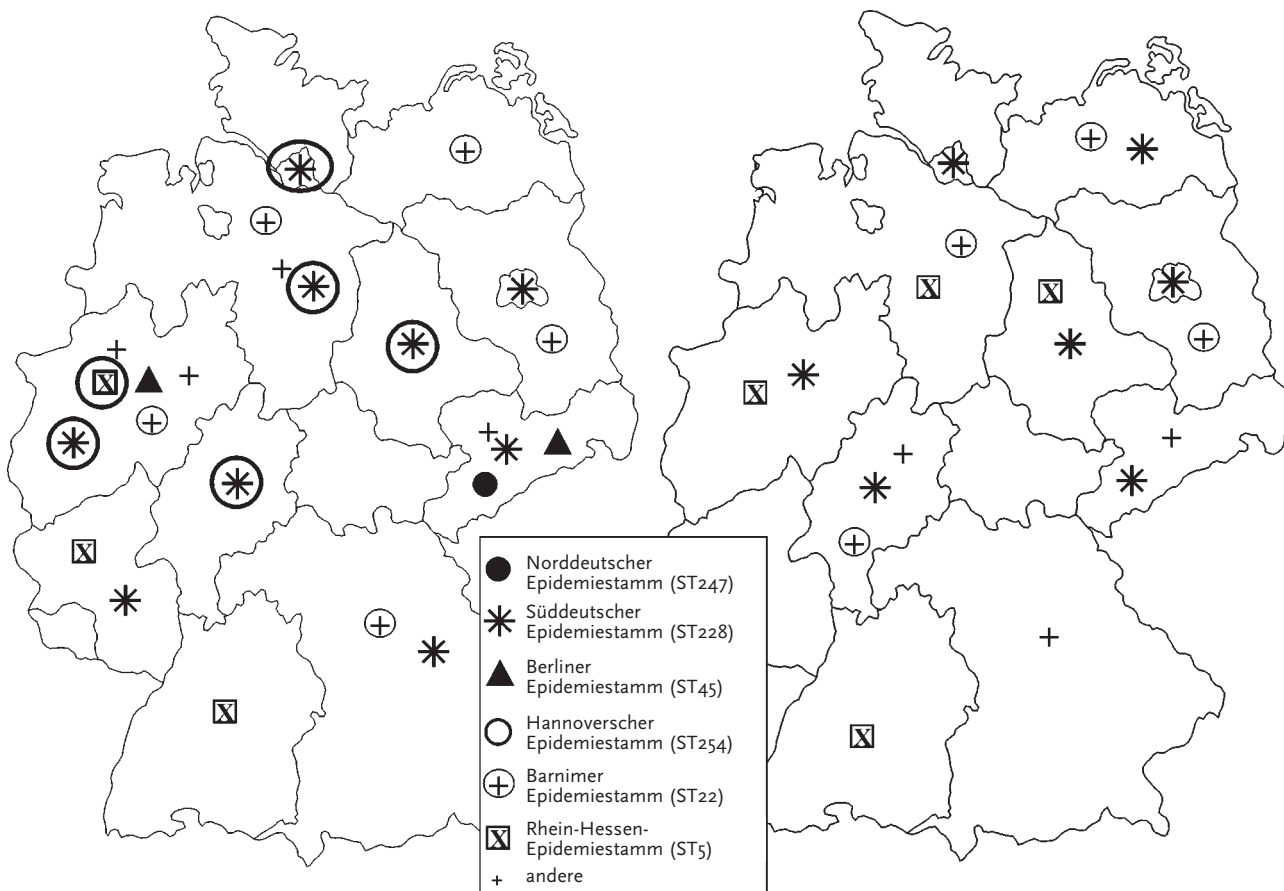 Norddeutscher
Epidemiestamm (ST247)
Süddeutscher
Epidemiestamm (ST228)
Berliner
Epidemiestamm (ST45)
Hannoverscher
Epidemiestamm (ST254)
Barnimer
Epidemiestamm (ST22)
Rhein-Hessen-
Epidemiestamm (ST5)
andere